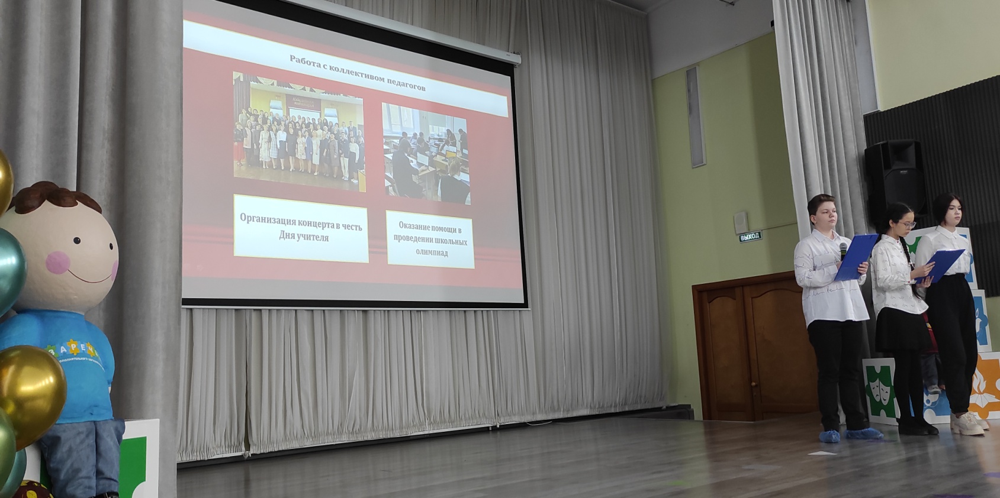 Работа с коллективом педагогов
Организация концерта в честь
Дня учителя
Оказание помощи в
проведении школьных
олимпиад
ВЫХОД